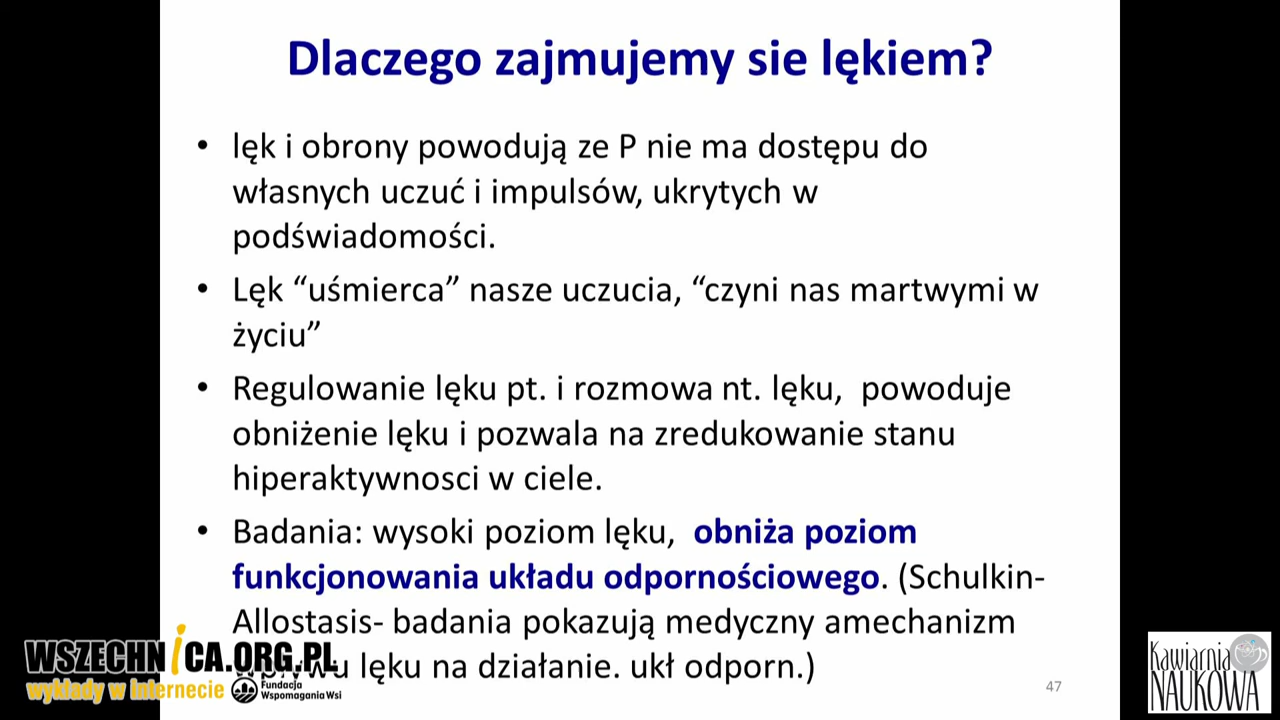 Dlaczego zajmujemy sie lękiem?
• lęk i obrony powodują ze P nie ma dostępu do
własnych uczuć i impulsów, ukrytych w
podświadomości.
• Lęk “uśmierca” nasze uczucia, “czyni nas martwymi w
życiu”
• Regulowanie lęku pt. i rozmowa nt. lęku, powoduje
obniżenie lęku i pozwala na zredukowanie stanu
hiperaktywnosci w ciele.
• Badania: wysoki poziom lęku, obniża poziom
funkcjonowania układu odpornościowego. (Schulkin-
Allostasis- badania pokazują medyczny amechanizm
lęku na działanie. ukł odporn.)
WSZECHNICA.ORG.PL
wykłady w Internecie
Fundacja
Wspomagania Wsi
47
Kawiarnia
NAUKOWA